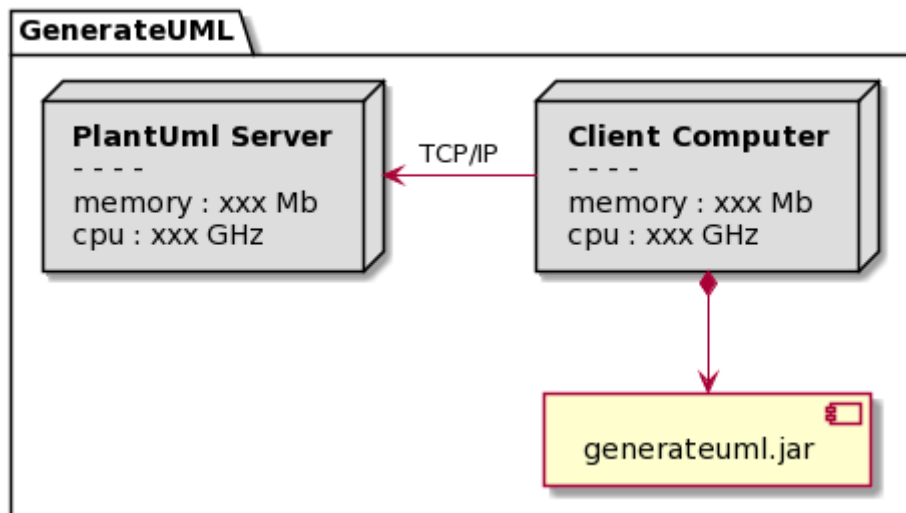 GenerateUML
PlantUml Server
- - - -
memory : xxx Mb
cpu : xxx GHz
TCP/IP
Client Computer
- - - -
memory : xxx Mb
cpu : xxx GHz
generateuml.jar